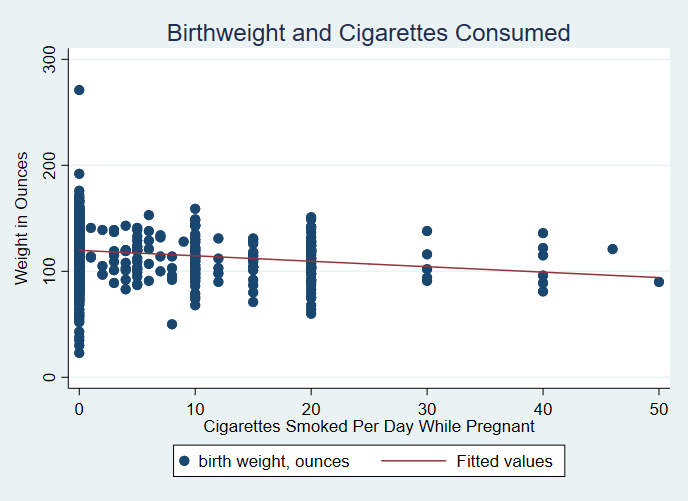 Birthweight and Cigarettes Consumed
300
200
100
0
Weight in Ounces
0 10 20 30 40 50
Cigarettes Smoked Per Day While Pregnant
birth weight, ounces Fitted values